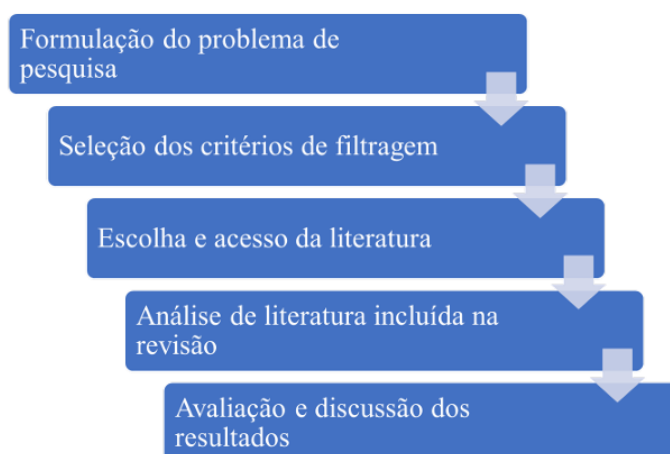 Formulação do problema de
pesquisa
Seleção dos critérios de filtragem
Escolha e acesso da literatura
Análise de literatura incluída na
revisão
Avaliação e discussão dos
resultados